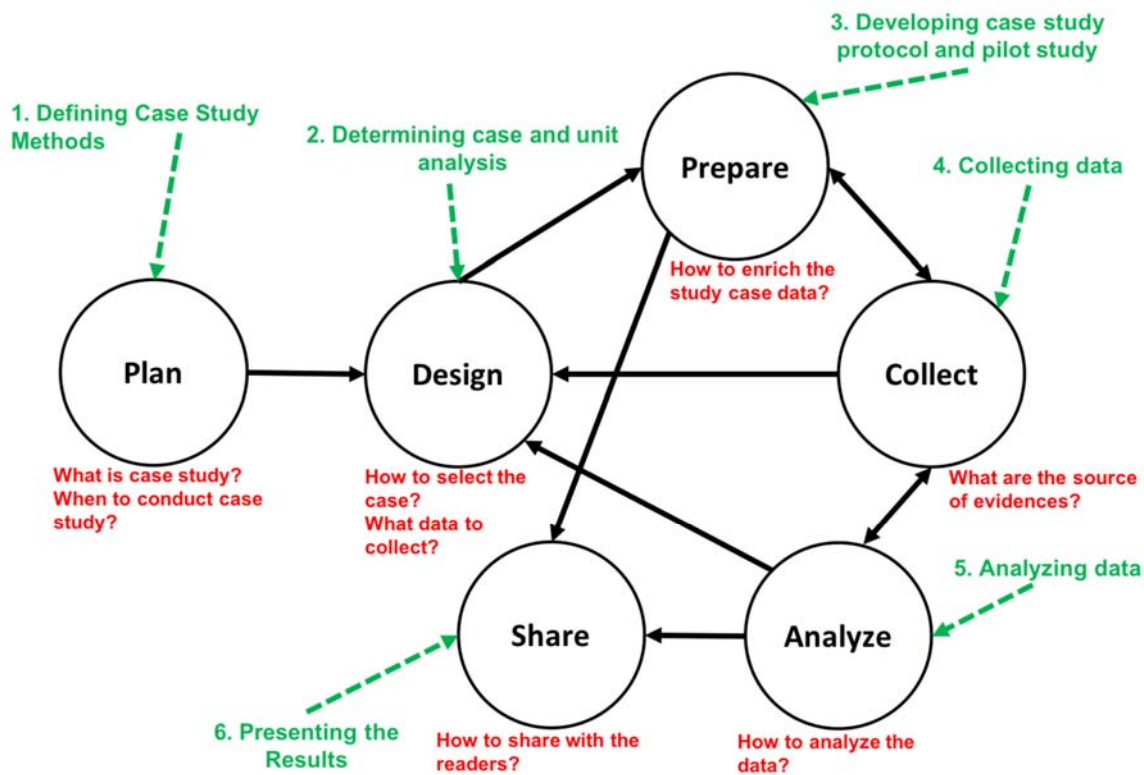 3. Developing case study
protocol and pilot study
1. Defining Case Study
Methods
2. Determining case and unit
analysis
Prepare
4. Collecting data
How to enrich the
study case data?
Plan
Design
Collect
What is case study?
When to conduct case
study?
How to select the
case?
What data to
collect?
What are the source
of evidences?
5. Analyzing data
Share
Analyze
6. Presenting the
Results
How to share with the
readers?
How to analyze the
data?